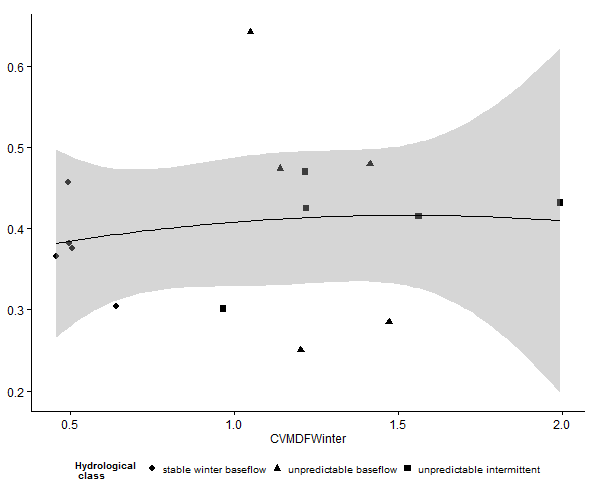 0.6
0.5
0.4
0.3
0.2
0.5 1.0 1.5 2.0
CVMDFWinter
Hydrological
class
stable winter baseflow unpredictable baseflow unpredictable intermittent